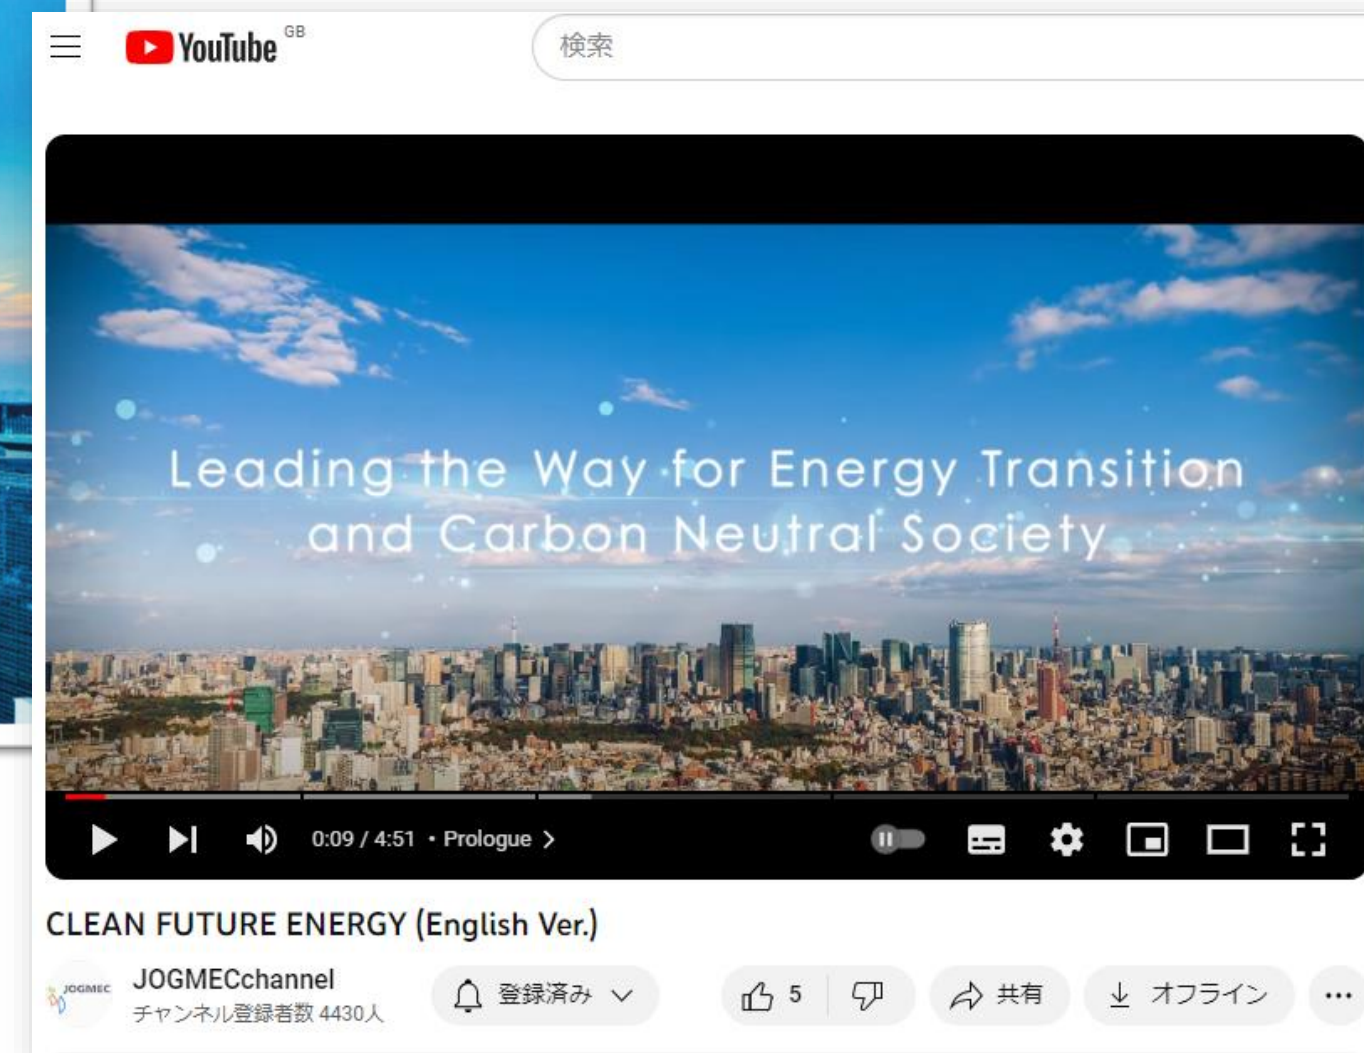 YouTube GB
検索
Leading the Way for Energy Transition
and Carbon Neutral Society
0:09 / 4:51 • Prologue >
CLEAN FUTURE ENERGY (English Ver.)
JOGMEC
JOGMECchannel
チャンネル登録者数 4430人
登録済み
5
共有
オフライン